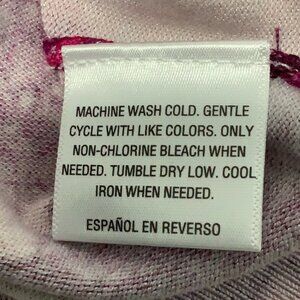 MACHINE WASH COLD. GENTLE
CYCLE WITH LIKE COLORS. ONLY
NON-CHLORINE BLEACH WHEN
NEEDED. TUMBLE DRY LOW. COOL
IRON WHEN NEEDED.
ESPAÑOL EN REVERSO